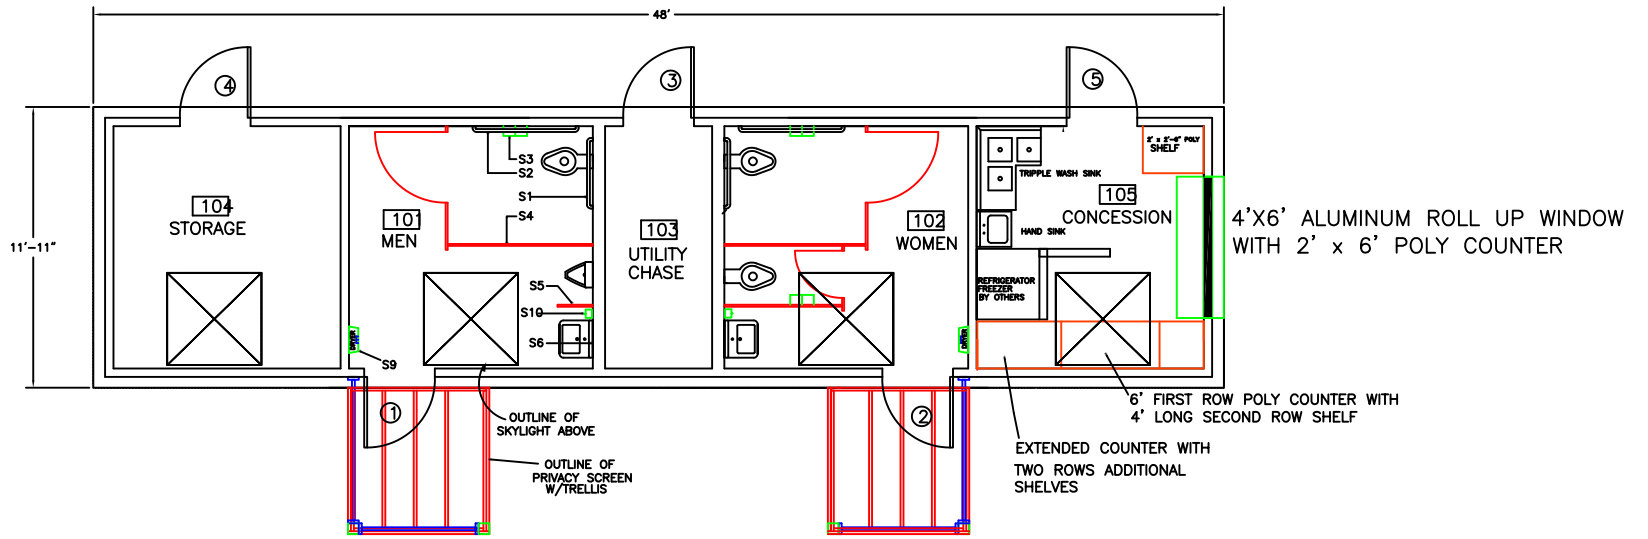 48'
4
3
5
11'-11"
S3
S2
S1
S4
2' x 2'-6" POLY
SHELF
TRIPPLE WASH SINK
104
STORAGE
101
MEN
103
UTILITY
CHASE
102
WOMEN
105
CONCESSION
HAND SINK
4'X6' ALUMINUM ROLL UP WINDOW
WITH 2' x 6' POLY COUNTER
REFRIGERATOR
FREEZER
BY OTHERS
S5
S10
S6
DRYER
S9
DRYER
1
2
OUTLINE OF
SKYLIGHT ABOVE
OUTLINE OF
PRIVACY SCREEN
W/TRELLIS
6' FIRST ROW POLY COUNTER WITH
4' LONG SECOND ROW SHELF
EXTENDED COUNTER WITH
TWO ROWS ADDITIONAL
SHELVES